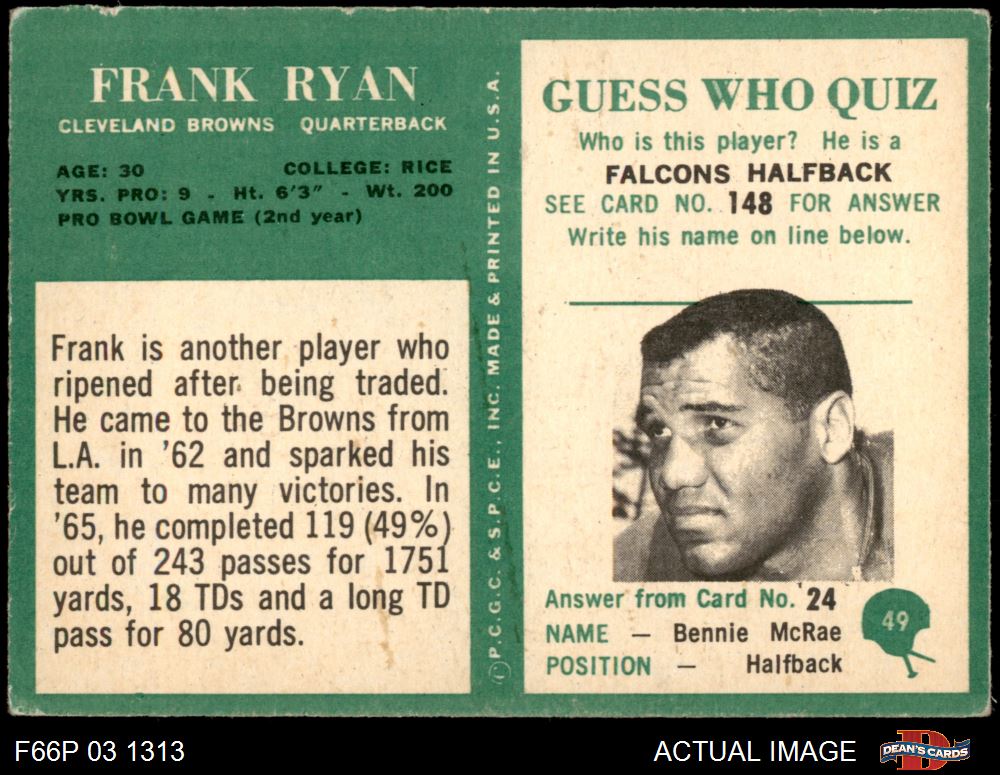 FRANK RYAN
CLEVELAND BROWNS QUARTERBACK
AGE: 30 COLLEGE: RICE
YRS. PRO: 9 - Ht. 6'3" - Wt. 200
PRO BOWL GAME (2nd year)
Frank is another player who
ripened after being traded.
He came to the Browns from
L.A. in '62 and sparked his
team to many victories. In
'65, he completed 119 (49%)
out of 243 passes for 1751
yards, 18 TDs and a long TD
pass for 80 yards.
© P.C.G.C. & S.P.C.E., INC. MADE & PRINTED IN U.S.A.
GUESS WHO QUIZ
Who is this player? He is a
FALCONS HALFBACK
SEE CARD NO. 148 FOR ANSWER
Write his name on line below.
Answer from Card No. 24
NAME — Bennie McRae
POSITION — Halfback
49
F66P 03 1313
ACTUAL IMAGE
D
DEAN'S CARDS